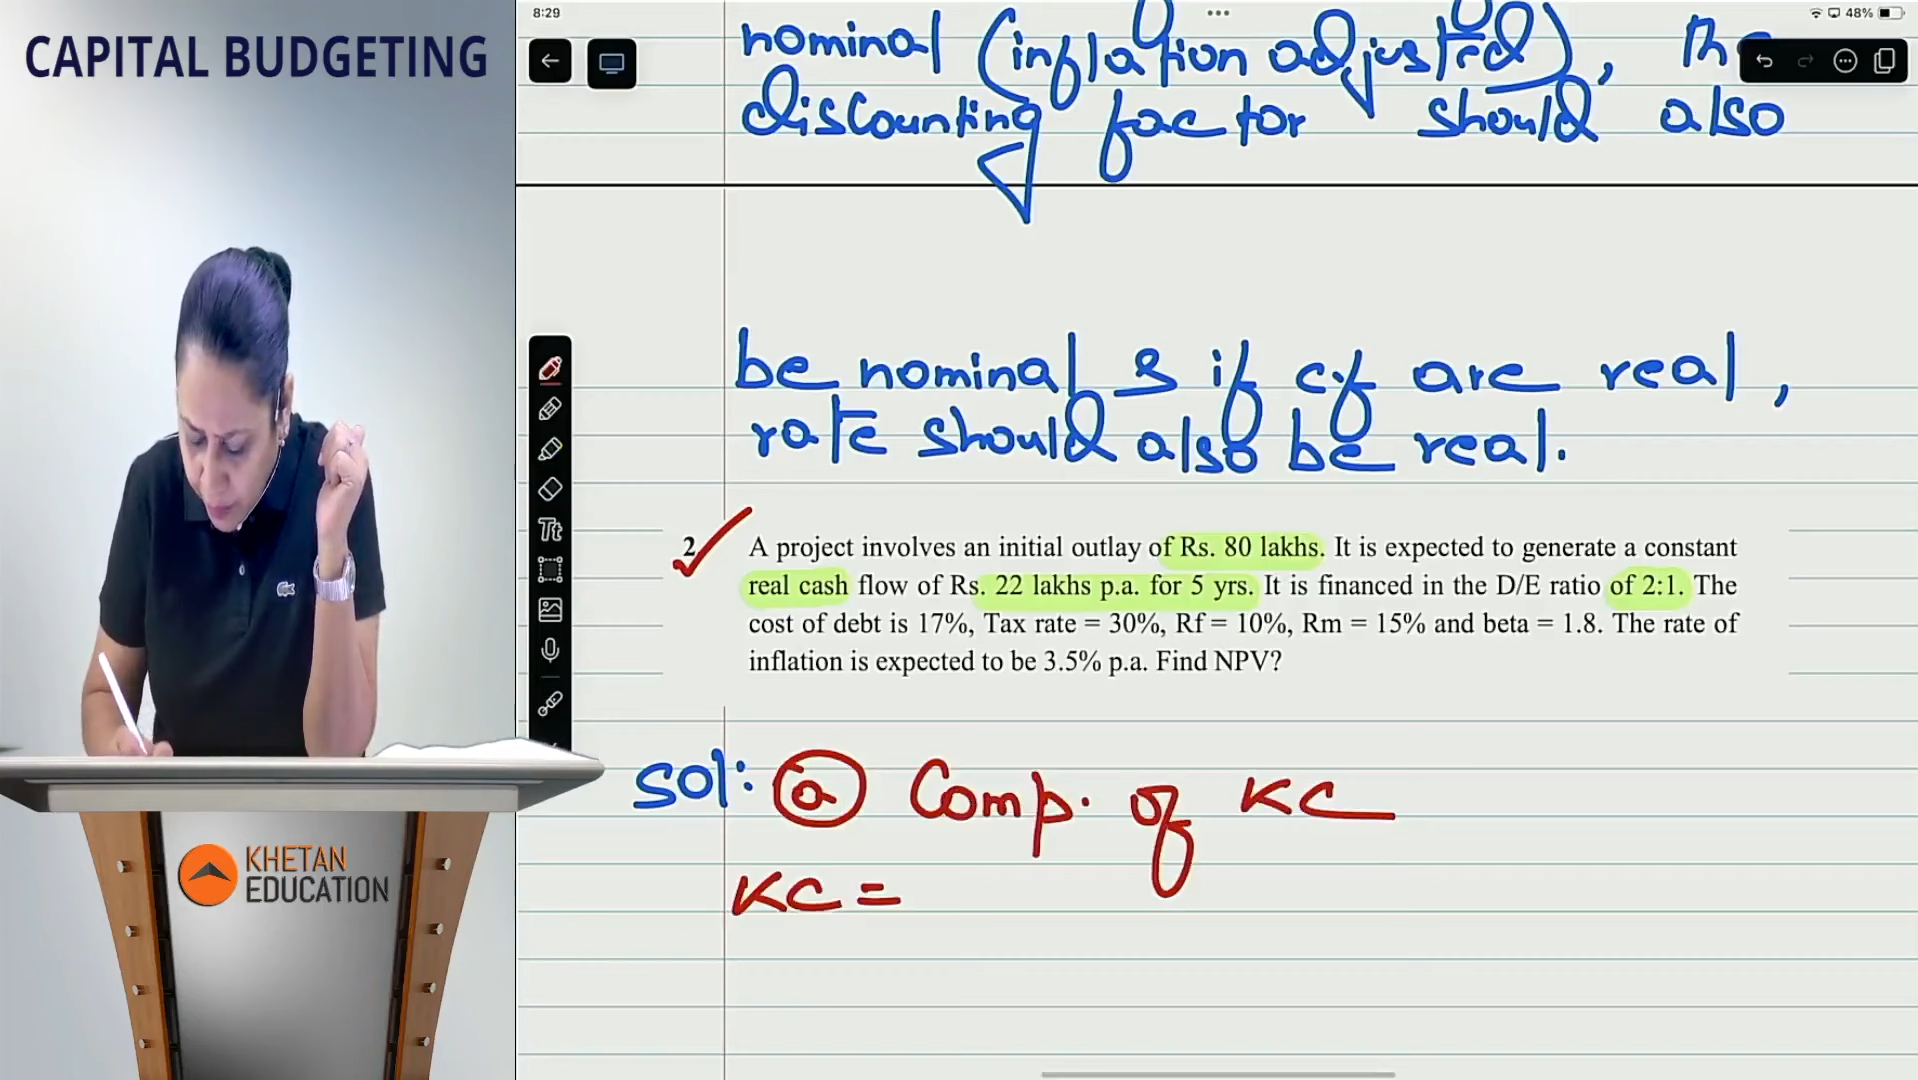 CAPITAL BUDGETING
8:29
48%
nominal (inflation adjusted), the
discounting factor should also
be nominal & if cf are real,
rate should also be real.
2 A project involves an initial outlay of Rs. 80 lakhs. It is expected to generate a constant
real cash flow of Rs. 22 lakhs p.a. for 5 yrs. It is financed in the D/E ratio of 2:1. The
cost of debt is 17%, Tax rate = 30%, Rf = 10%, Rm = 15% and beta = 1.8. The rate of
inflation is expected to be 3.5% p.a. Find NPV?
Sol: a Comp. of KC
KC =
Tt
KHETAN
EDUCATION